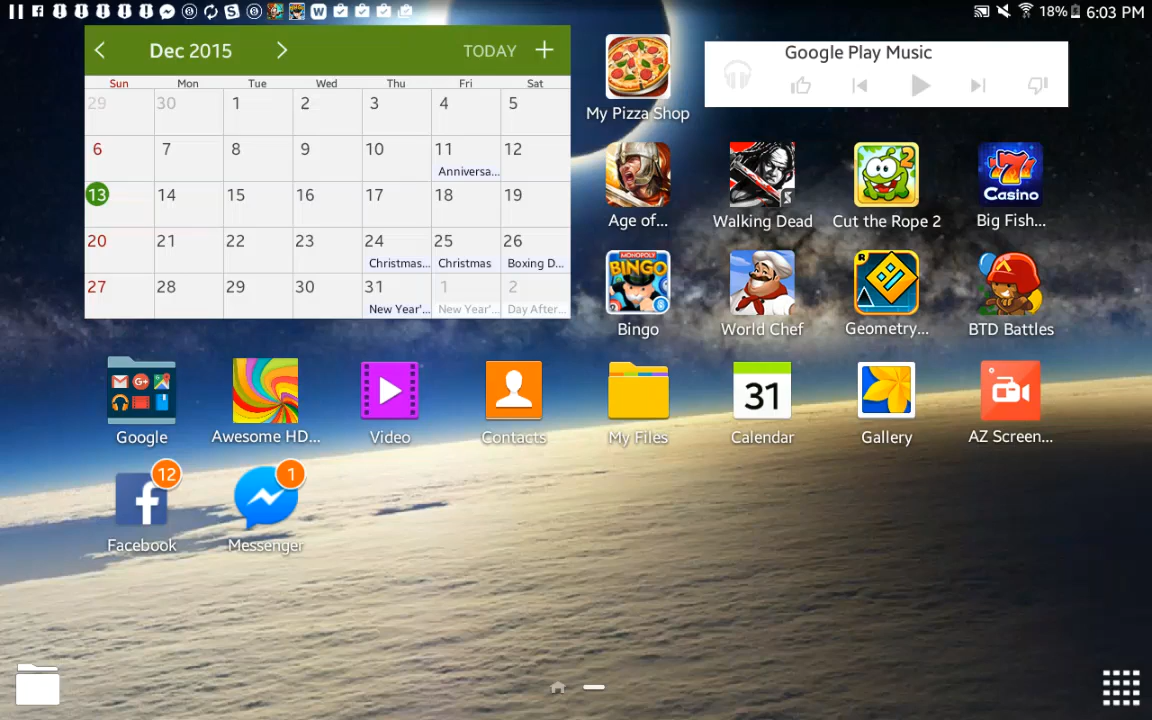 18% 6:03 PM
Dec 2015 TODAY
Sun Mon Tue Wed Thu Fri Sat
29 30 1 2 3 4 5
6 7 8 9 10 11 12
Anniversa...
13 14 15 16 17 18 19
20 21 22 23 24 25 26
Christmas... Christmas Boxing D...
27 28 29 30 31 1 2
New Year'... New Year'... Day After...
My Pizza Shop
Google Play Music
Age of... Walking Dead Cut the Rope 2 Big Fish...
2
777
Casino
MONOPOLY
BINGO
R
Bingo World Chef Geometry... BTD Battles
G+
31
Google Awesome HD... Video Contacts My Files Calendar Gallery AZ Screen...
12 1
Facebook Messenger